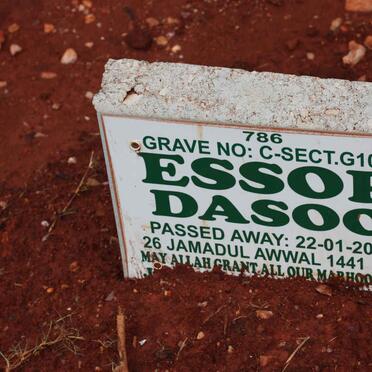 786
GRAVE NO: C-SECT.G10
ESSO
DASOO
PASSED AWAY: 22-01-20
26 JAMADUL AWWAL 1441
MAY ALLAH GRANT ALL OUR MARHOO